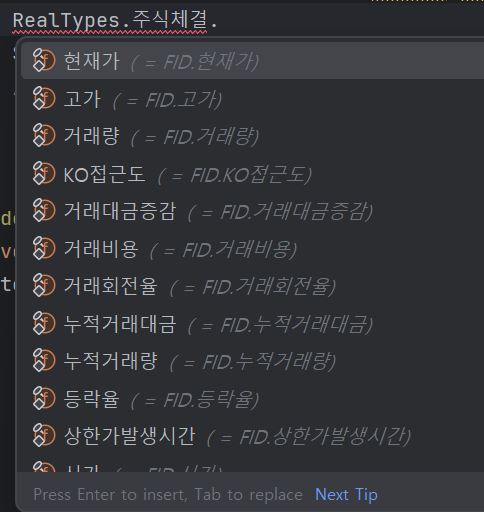 RealTypes.주식체결.
현재가 ( = FID.현재가)
고가 ( = FID.고가)
거래량 ( = FID.거래량)
KO접근도 ( = FID.KO접근도)
거래대금증감 ( = FID.거래대금증감)
거래비용 ( = FID.거래비용)
거래회전율 ( = FID.거래회전율)
누적거래대금 ( = FID.누적거래대금)
누적거래량 ( = FID.누적거래량)
등락율 ( = FID.등락율)
상한가발생시간 ( = FID.상한가발생시간)
시가 ( = FID.시가)
Press Enter to insert, Tab to replace Next Tip